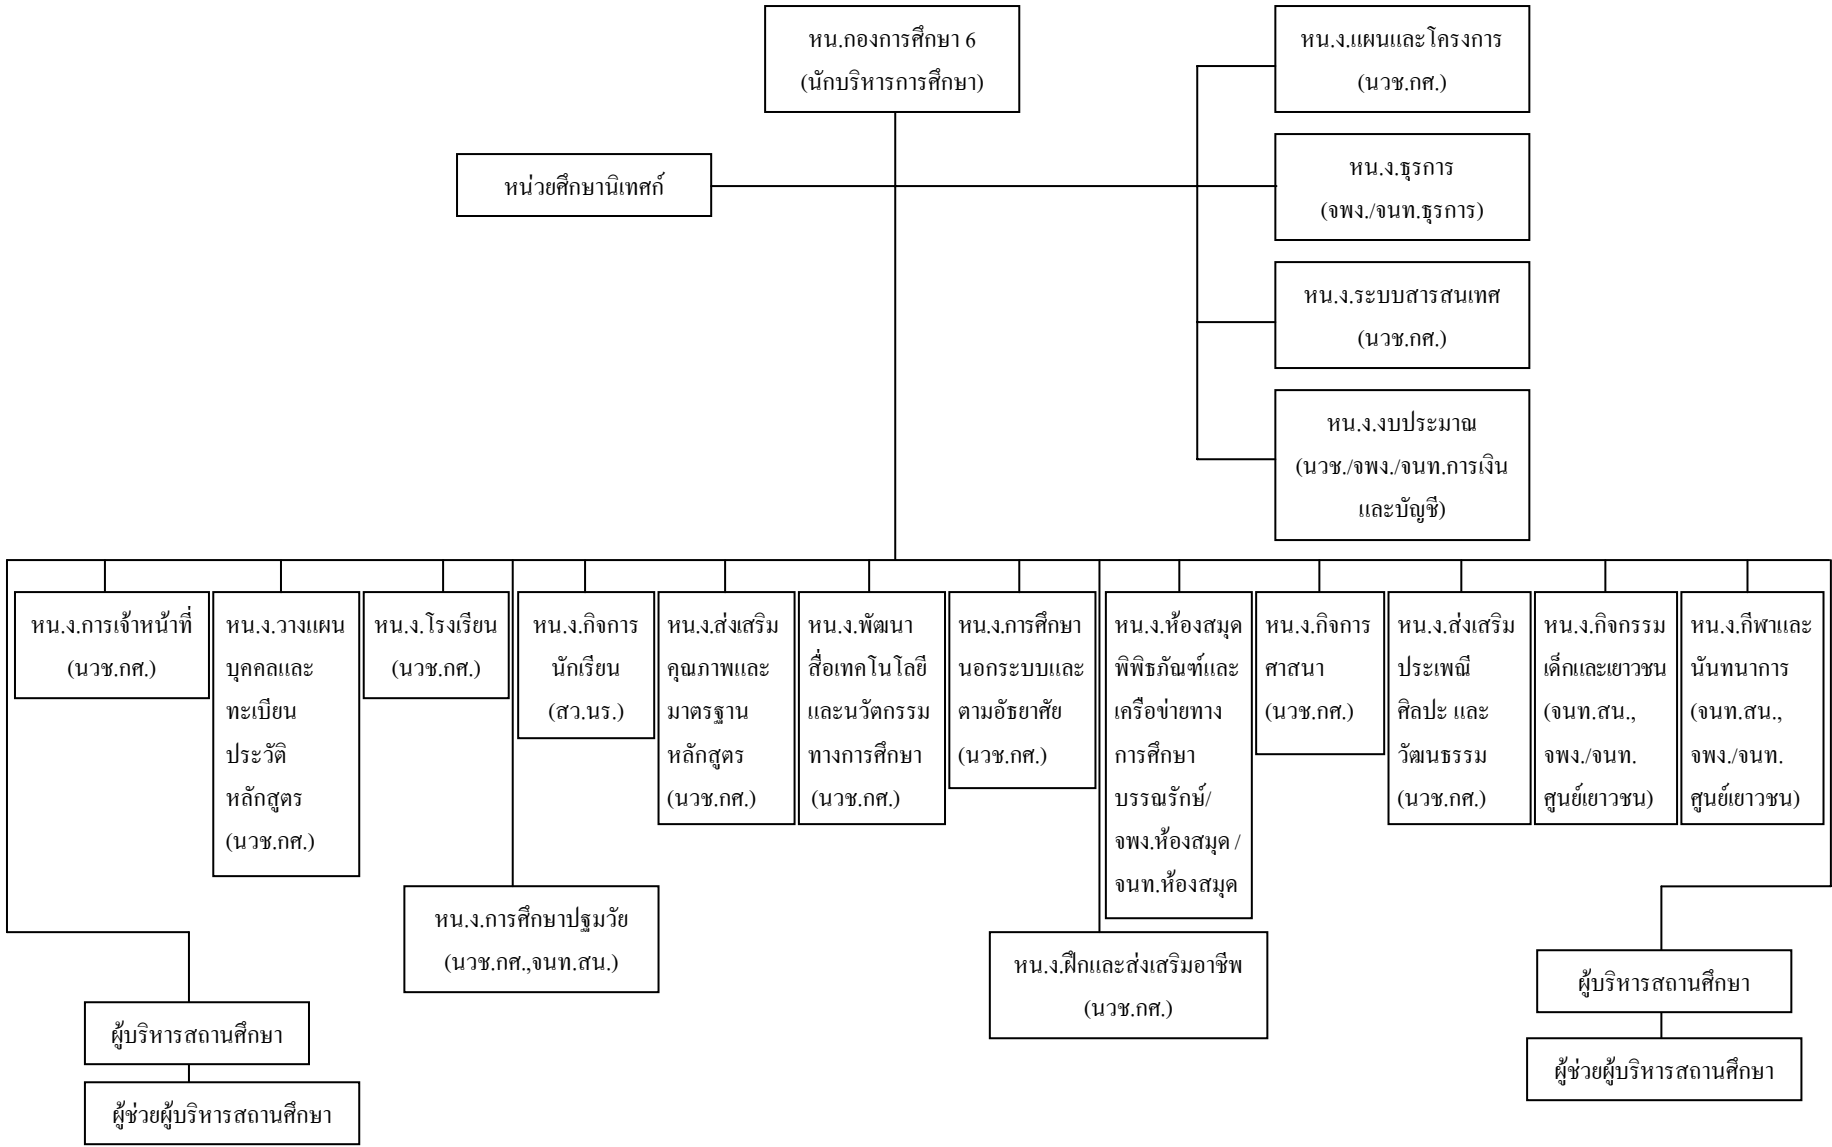 หน.กองการศึกษา 6
(นักบริหารการศึกษา)
หน.ง.แผนและโครงการ
(นวช.กศ.)
หน่วยศึกษานิเทศก์
หน.ง.ธุรการ
(จพง./จนท.ธุรการ)
หน.ง.ระบบสารสนเทศ
(นวช.กศ.)
หน.ง.งบประมาณ
(นวช./จพง./จนท.การเงิน
และบัญชี)
หน.ง.การเจ้าหน้าที่
(นวช.กศ.)
หน.ง.วางแผน
บุคคลและ
ทะเบียน
ประวัติ
หลักสูตร
(นวช.กศ.)
หน.ง.โรงเรียน
(นวช.กศ.)
หน.ง.กิจการ
นักเรียน
(สว.นร.)
หน.ง.ส่งเสริม
คุณภาพและ
มาตรฐาน
หลักสูตร
(นวช.กศ.)
หน.ง.พัฒนา
สื่อเทคโนโลยี
และนวัตกรรม
ทางการศึกษา
(นวช.กศ.)
หน.ง.การศึกษา
นอกระบบและ
ตามอัธยาศัย
(นวช.กศ.)
หน.ง.ห้องสมุด
พิพิธภัณฑ์และ
เครือข่ายทาง
การศึกษา
บรรณรักษ์/
จพง.ห้องสมุด /
จนท.ห้องสมุด
หน.ง.กิจการ
ศาสนา
(นวช.กศ.)
หน.ง.ส่งเสริม
ประเพณี
ศิลปะ และ
วัฒนธรรม
(นวช.กศ.)
หน.ง.กิจกรรม
เด็กและเยาวชน
(จนท.สน.,
จพง./จนท.
ศูนย์เยาวชน)
หน.ง.กีฬาและ
นันทนาการ
(จนท.สน.,
จพง./จนท.
ศูนย์เยาวชน)
หน.ง.การศึกษาปฐมวัย
(นวช.กศ.,จนท.สน.)
หน.ง.ฝึกและส่งเสริมอาชีพ
(นวช.กศ.)
ผู้บริหารสถานศึกษา
ผู้ช่วยผู้บริหารสถานศึกษา
ผู้บริหารสถานศึกษา
ผู้ช่วยผู้บริหารสถานศึกษา